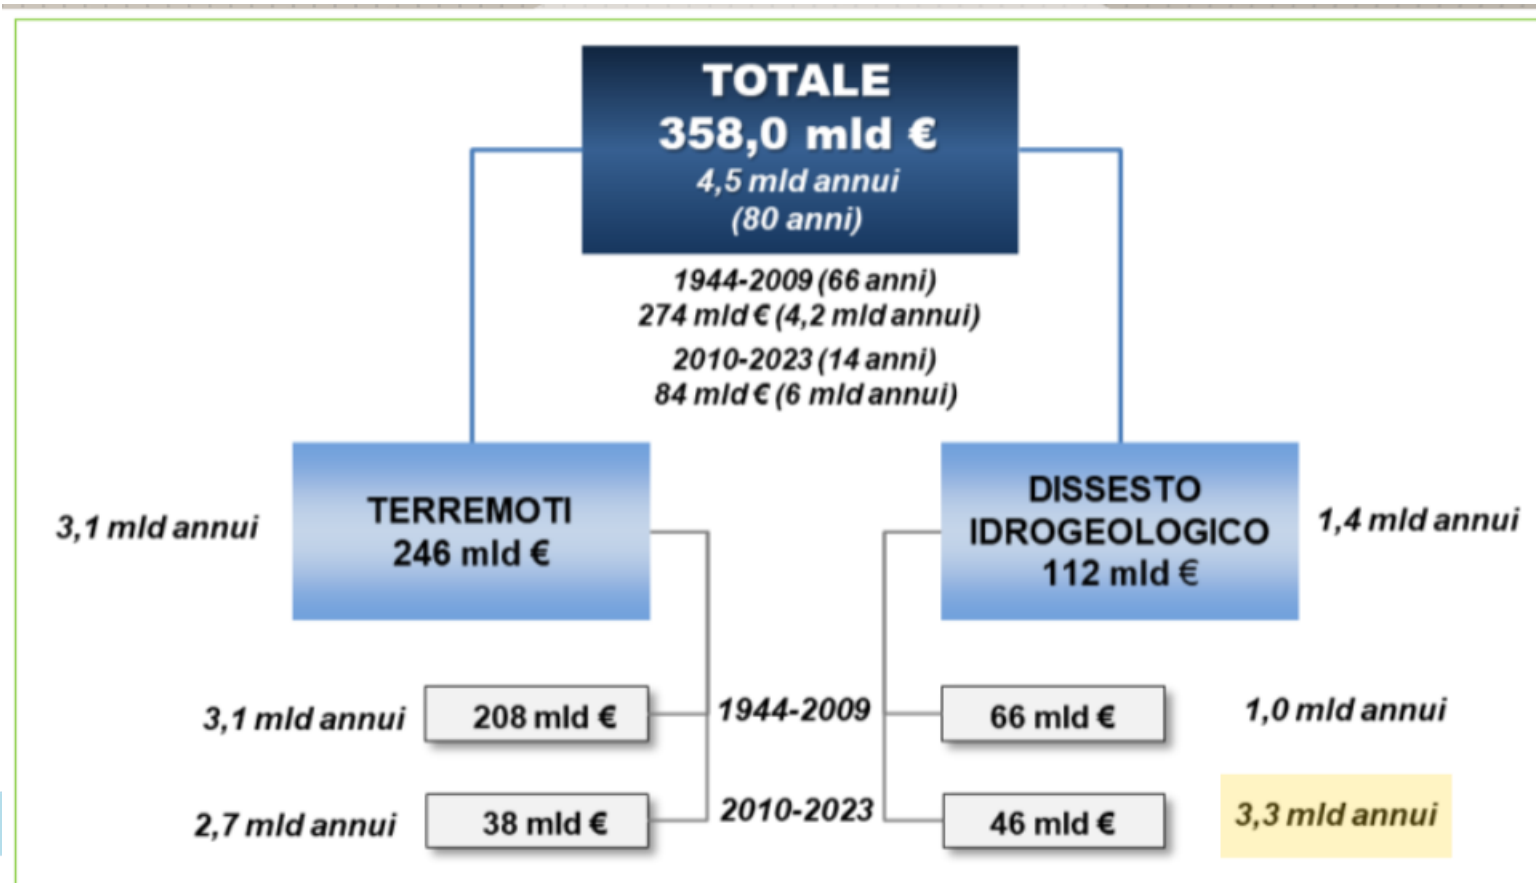 TOTALE
358,0 mld €
4,5 mld annui
(80 anni)
1944-2009 (66 anni)
274 mld € (4,2 mld annui)
2010-2023 (14 anni)
84 mld € (6 mld annui)
3,1 mld annui
TERREMOTI
246 mld €
DISSESTO
IDROGEOLOGICO
112 mld €
1,4 mld annui
3,1 mld annui
208 mld €
1944-2009
66 mld €
1,0 mld annui
2,7 mld annui
38 mld €
2010-2023
46 mld €
3,3 mld annui